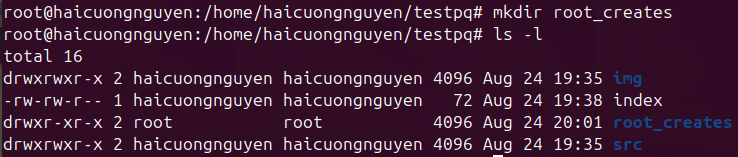 root@haicuongnguyen:/home/haicuongnguyen/testpq# mkdir root_creates
root@haicuongnguyen:/home/haicuongnguyen/testpq# ls -l
total 16
drwxrwxr-x 2 haicuongnguyen haicuongnguyen 4096 Aug 24 19:35 img
-rw-rw-r-- 1 haicuongnguyen haicuongnguyen   72 Aug 24 19:38 index
drwxr-xr-x 2 root           root           4096 Aug 24 20:01 root_creates
drwxrwxr-x 2 haicuongnguyen haicuongnguyen 4096 Aug 24 19:35 src